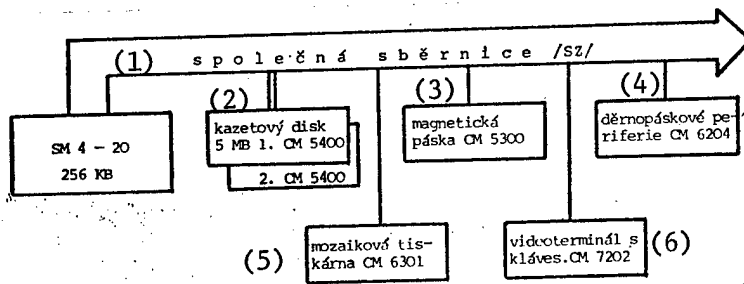 (1) společná sběrnice /SZ/
(2)
(3)
(4)
SM 4 - 20
256 KB
kazetový disk
5 MB 1. CM 5400
2. CM 5400
magnetická
páska CM 5300
děrnopáskové pe-
riferie CM 6204
(5)
mozaiková tis-
kárna CM 6301
videoterminál s
kláves.CM 7202
(6)